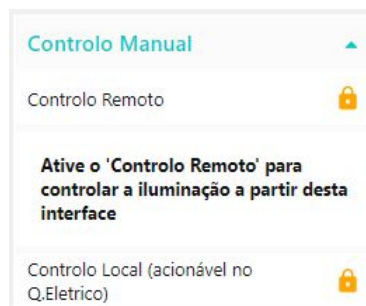 Controlo Manual
Controlo Remoto
Ative o 'Controlo Remoto' para
controlar a iluminação a partir desta
interface
Controlo Local (acionável no
Q.Eletrico)